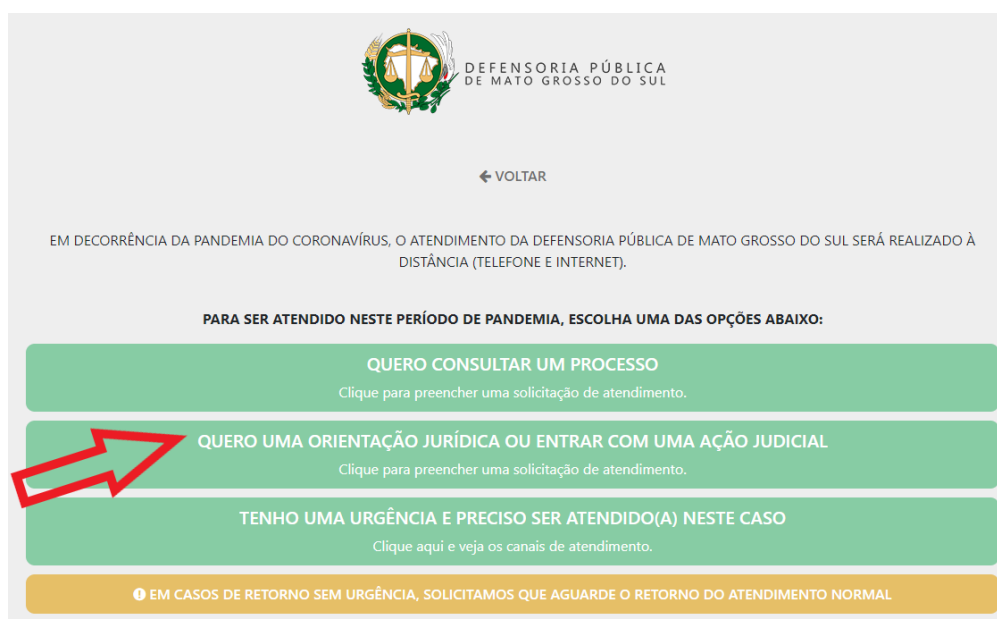 DEFENSORIA PÚBLICA
DE MATO GROSSO DO SUL
VOLTAR
EM DECORRÊNCIA DA PANDEMIA DO CORONAVÍRUS, O ATENDIMENTO DA DEFENSORIA PÚBLICA DE MATO GROSSO DO SUL SERÁ REALIZADO À
DISTÂNCIA (TELEFONE E INTERNET).
PARA SER ATENDIDO NESTE PERÍODO DE PANDEMIA, ESCOLHA UMA DAS OPÇÕES ABAIXO:
QUERO CONSULTAR UM PROCESSO
Clique para preencher uma solicitação de atendimento.
QUERO UMA ORIENTAÇÃO JURÍDICA OU ENTRAR COM UMA AÇÃO JUDICIAL
Clique para preencher uma solicitação de atendimento.
TENHO UMA URGÊNCIA E PRECISO SER ATENDIDO(A) NESTE CASO
Clique aqui e veja os canais de atendimento.
EM CASOS DE RETORNO SEM URGÊNCIA, SOLICITAMOS QUE AGUARDE O RETORNO DO ATENDIMENTO NORMAL